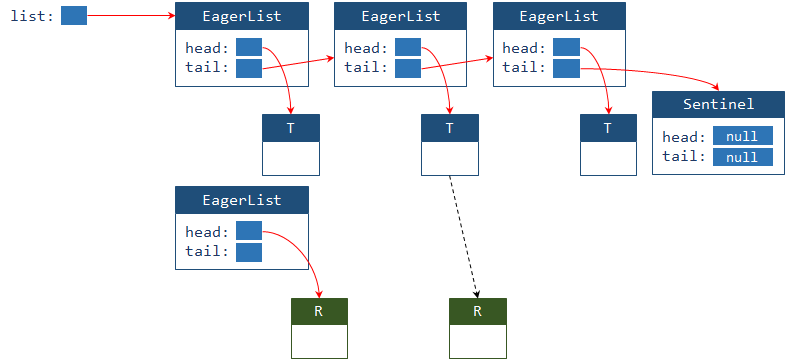 list:
EagerList
EagerList
EagerList
head:
tail:
head:
tail:
head:
tail:
Sentinel
head: null
tail: null
T
T
T
EagerList
head:
tail:
R
R